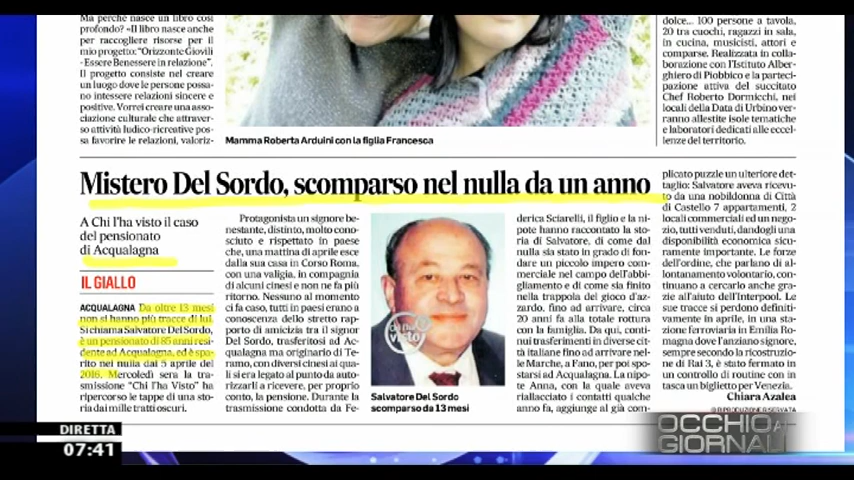 Ma perché nasce un libro così
profondo? «Il libro nasce anche
per raccogliere risorse per il
mio progetto: "Orizzonte Giovili
- Essere Benessere in relazione".
Il progetto consiste nel creare
un luogo dove le persone possa-
no intessere relazioni sincere e
positive. Vorrei creare una asso-
ciazione culturale che attraver-
so attività ludico-ricreative pos-
sa favorire le relazioni, valoriz-
Mamma Roberta Arduini con la figlia Francesca
dolce... 100 persone a tavola,
20 tra cuochi, ragazzi in sala,
in cucina, musicisti, attori e
comparse. Realizzata in colla-
borazione con l'Istituto Alber-
ghiero di Piobbico e la parteci-
pazione attiva del succitato
Chef Roberto Dormicchi, nei
locali della Data di Urbino ver-
ranno allestite isole tematiche
e laboratori dedicati alle eccel-
lenze del territorio.
Mistero Del Sordo, scomparso nel nulla da un anno
A Chi l'ha visto il caso
del pensionato
di Acqualagna
IL GIALLO
ACQUALAGNA Da oltre 13 mesi
non si hanno più tracce di lui.
Si chiama Salvatore Del Sordo,
è un pensionato di 85 anni resi-
dente ad Acqualagna, ed è spa-
rito nel nulla dal 5 aprile del
2016. Mercoledì sera la tra-
smissione "Chi l'ha Visto" ha
ripercorso le tappe di una sto-
ria dai mille tratti oscuri.
Protagonista un signore be-
nestante, distinto, molto cono-
sciuto e rispettato in paese
che, una mattina di aprile esce
dalla sua casa in Corso Roma,
con una valigia, in compagnia
di alcuni cinesi e non ne fa più
ritorno. Nessuno al momento
ci fa caso, tutti in paese erano a
conoscenza dello stretto rappo-
rto di amicizia tra il signor
Del Sordo, trasferitosi ad Ac-
qualagna ma originario di Te-
ramo, con diversi cinesi ai qua-
li si era legato al punto da auto-
rizzarli a ricevere, per proprio
conto, la pensione. Durante la
trasmissione condotta da Fe-
chi l'ha
visto
Salvatore Del Sordo
scomparso da 13 mesi
derica Sciarelli, il figlio e la ni-
pote hanno raccontato la sto-
ria di Salvatore, di come dal
nulla sia stato in grado di fon-
dare un piccolo impero com-
merciale nel campo dell'abbi-
gliamento e di come sia finito
nella trappola del gioco d'az-
zardo, fino ad arrivare, circa
20 anni fa alla totale rottura
con la famiglia. Da qui, conti-
nui trasferimenti in diverse cit-
tà italiane fino ad arrivare nel-
le Marche, a Fano, per poi spo-
starsi ad Acqualagna. La nipo-
te Anna, con la quale aveva
riallacciato i contatti qualche
anno fa, aggiunge al già com-
plicato puzzle un ulteriore det-
taglio: Salvatore aveva ricevu-
to da una nobildonna di Città
di Castello 7 appartamenti, 2
locali commerciali ed un nego-
zio, tutti venduti, dandogli una
disponibilità economica sicu-
ramente importante. Le forze
dell'ordine, che parlano di al-
lontanamento volontario, conti-
nuano a cercarlo anche gra-
zie all'aiuto dell'Interpool. Le
sue tracce si perdono definiti-
vamente in aprile, in una sta-
zione ferroviaria in Emilia Ro-
magna dove l'anziano signore,
sempre secondo la ricostruzio-
ne di Rai 3, è stato fermato in
un controllo di routine con in
tasca un biglietto per Venezia.
Chiara Azalea
© RIPRODUZIONE RISERVATA
DIRETTA
07:41
OCCHIO AI
GIORNALI